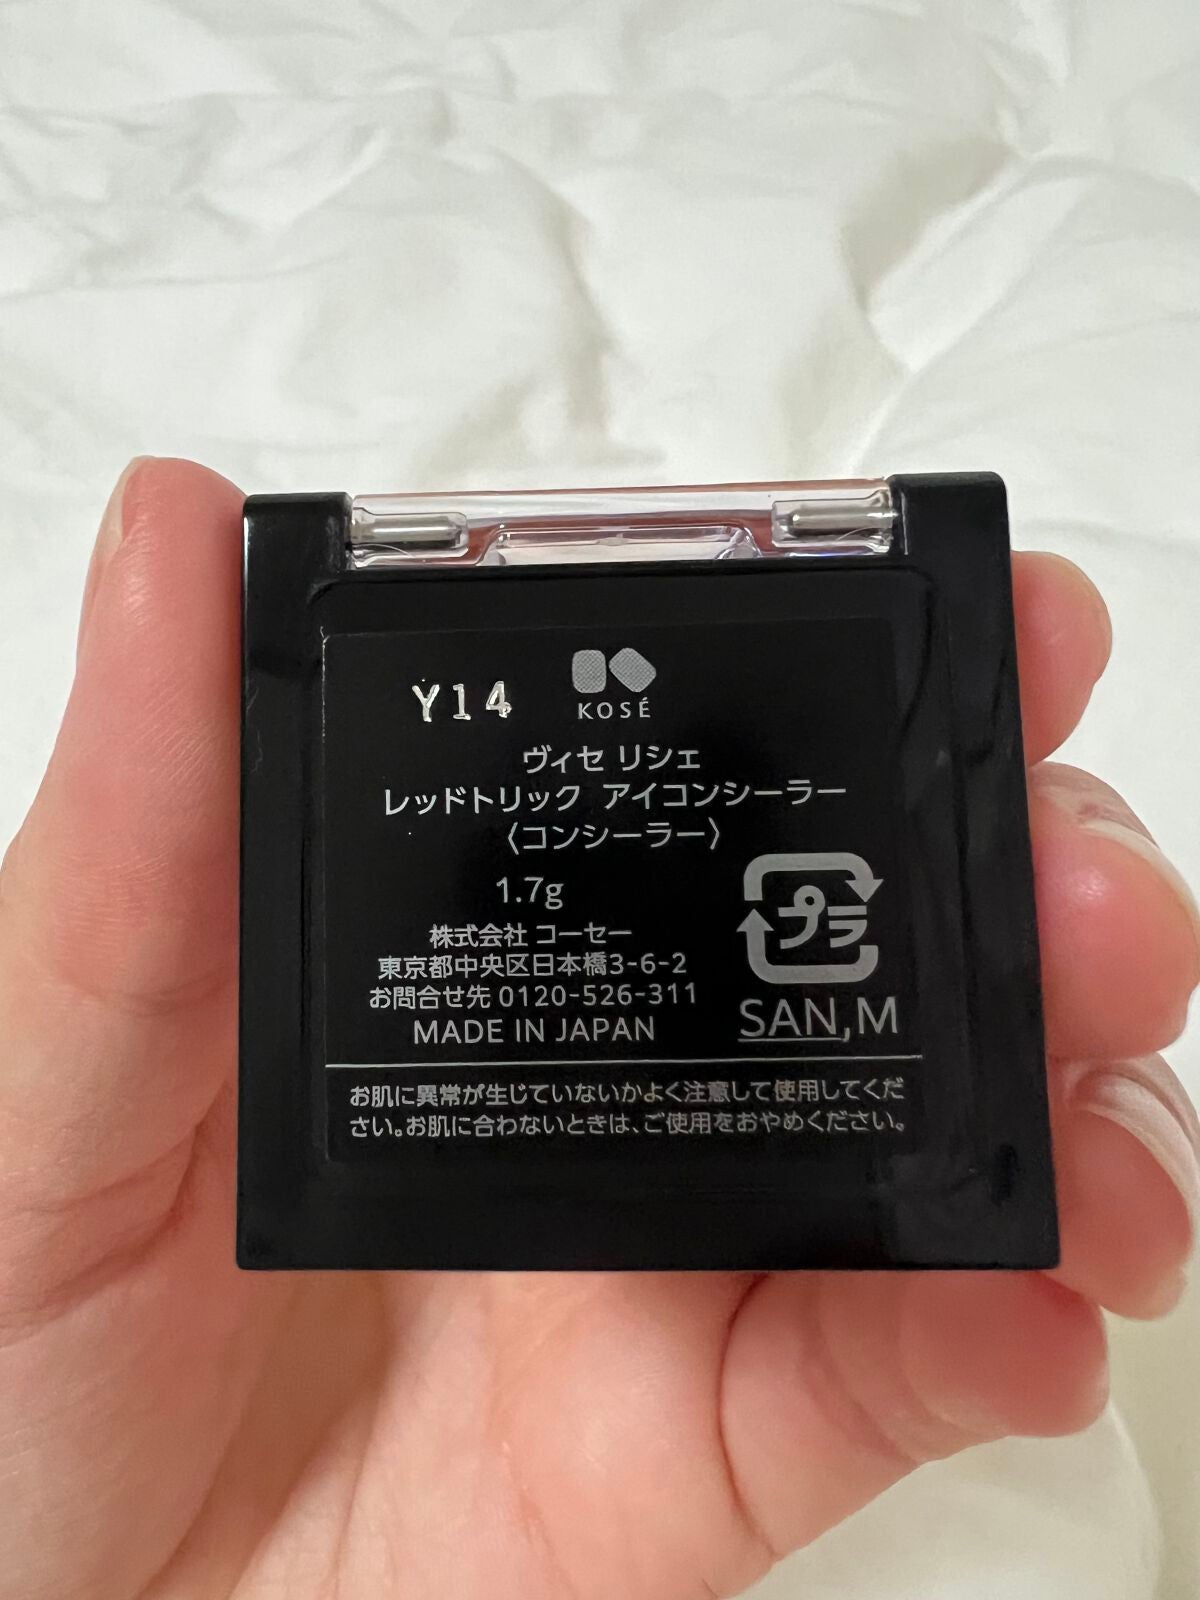 Y14
KOSÉ
ヴィセ リシェ
レッドトリック アイコンシーラー
〈コンシーラー〉
1.7g
株式会社 コーセー
東京都中央区日本橋3-6-2
お問合せ先 0120-526-311
MADE IN JAPAN
プラ
SAN,M
お肌に異常が生じていないかよく注意して使用してくだ
さい。お肌に合わないときは、ご使用をおやめください。